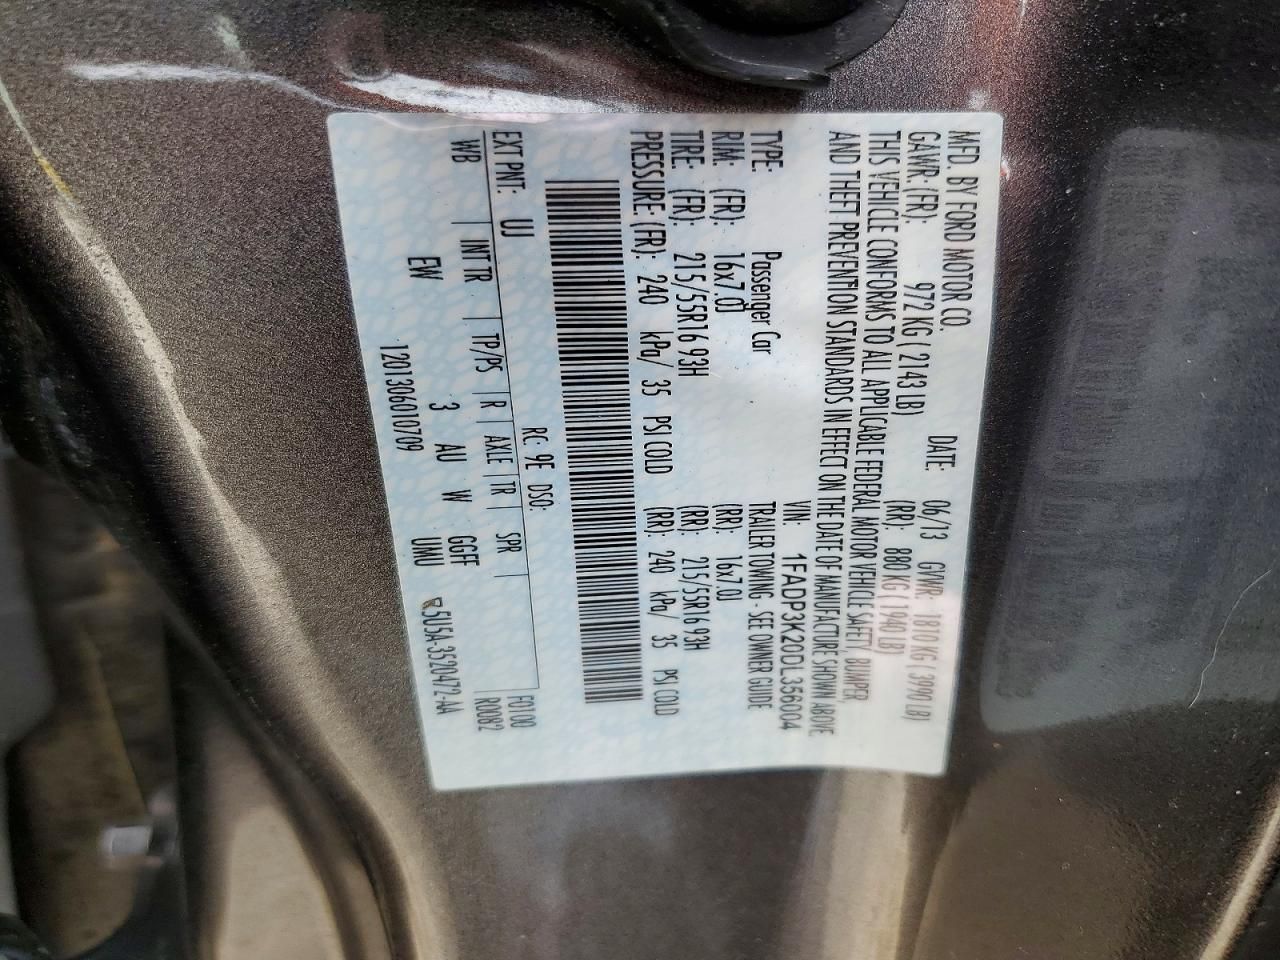 MFD. BY FORD MOTOR CO.
DATE: 06/13 GVWR: 1810 KG ( 3990 LB)
GAWR: (FR): 972 KG ( 2143 LB) (RR): 880 KG ( 1940 LB)
THIS VEHICLE CONFORMS TO ALL APPLICABLE FEDERAL MOTOR VEHICLE SAFETY, BUMPER,
AND THEFT PREVENTION STANDARDS IN EFFECT ON THE DATE OF MANUFACTURE SHOWN ABOVE
VIN: 1FADP3K20DL356004
TYPE: Passenger Car TRAILER TOWING - SEE OWNER GUIDE
RIM: (FR): 16x7.0J (RR): 16x7.0J
TIRE: (FR): 215/55R16 93H (RR): 215/55R16 93H
PRESSURE: (FR): 240 kPa/ 35 PSI COLD (RR): 240 kPa/ 35 PSI COLD
EXT PNT: UJ RC: 9E DSO: F0100
WB INT TR TP/PS R AXLE TR SPR R0082
EW 3 AU W GGFF
UMU
120130601070​9 5U5A-3520472-AA